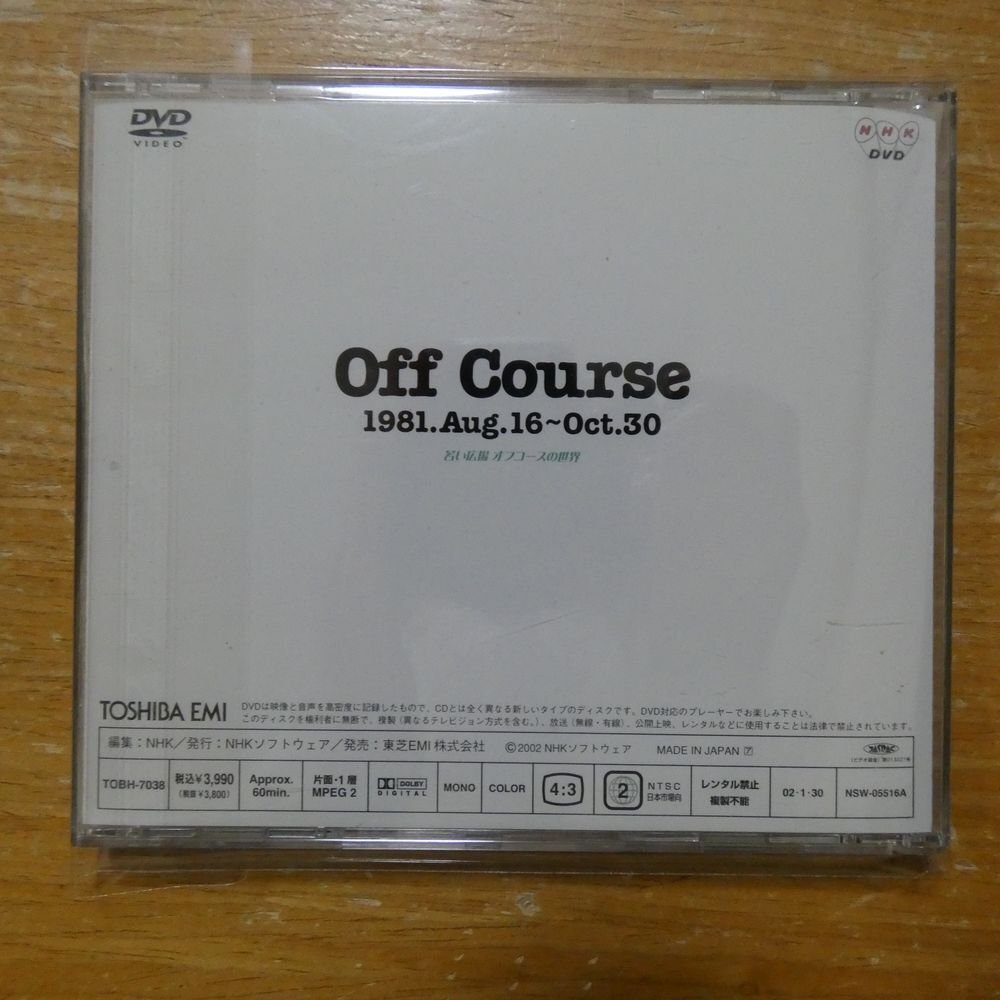 DVD
VIDEO
NHK
DVD
Off Course
1981.Aug.16~Oct.30
若い広場 オフコースの世界
TOSHIBA EMI
DVDは映像と音声を高密度に記録したもので、CDとは全く異なる新しいタイプのディスクです。DVD対応のプレーヤーでお楽しみ下さい。
このディスクを権利者に無断で、複製(異なるテレビジョン方式を含む。)、放送(無線・有線)、公開上映、レンタルなどに使用することは法律で禁止されています。
編集:NHK/発行:NHKソフトウェア/発売:東芝EMI 株式会社 ©2002 NHKソフトウェア MADE IN JAPAN
TOBH-7038
税込¥3,990
(税抜¥3,800)
Approx.
60min.
片面・1層
MPEG 2
DOLBY
DIGITAL
MONO
COLOR
4:3
2
NTSC
日本市場向
レンタル禁止
複製不能
02・1・30
NSW-05516A